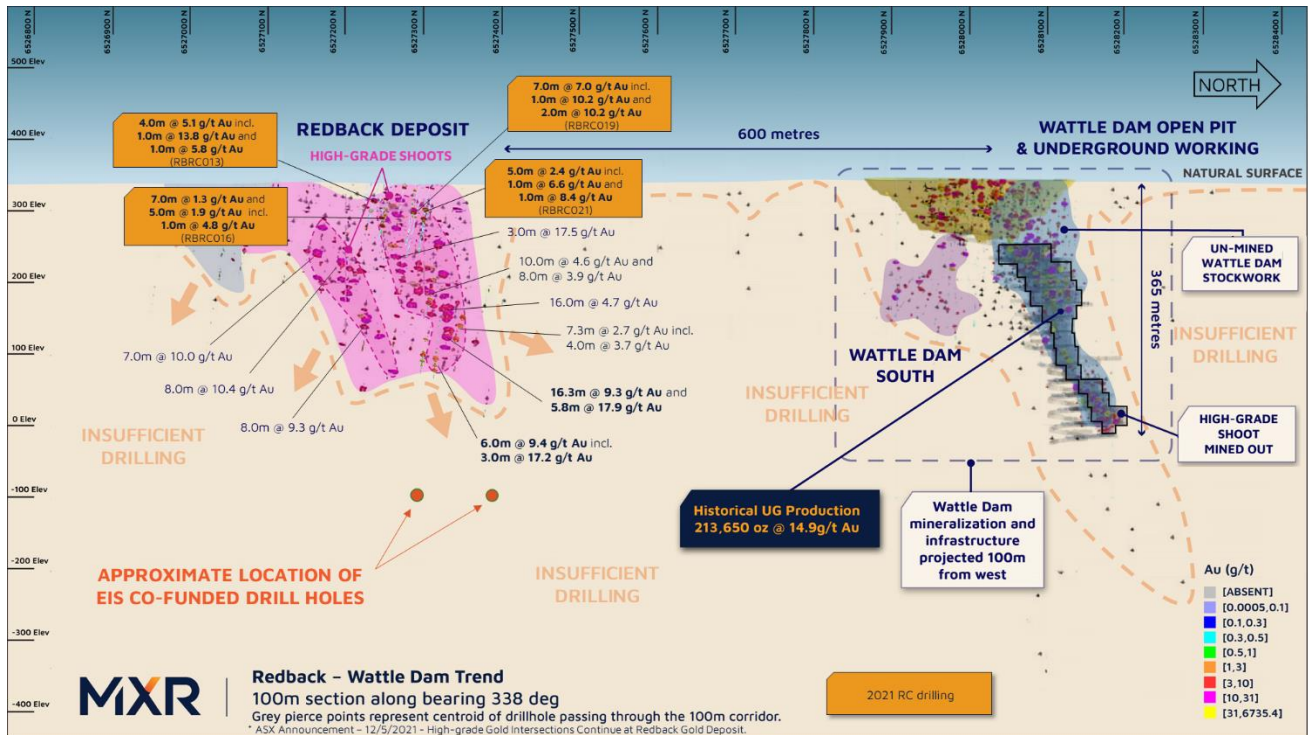 6526800 N
6526900 N
6527000 N
6527100 N
6527200 N
6527300 N
6527400 N
6527500 N
6527600 N
6527700 N
6527900 N
6528000 N
6528100 N
6528200 N
6528300 N
6528400 N
500 Elev
400 Elev
300 Elev
200 Elev
100 Elev
0 Elev
-100 Elev
-200 Elev
-300 Elev
-400 Elev
NORTH
7.0m @ 7.0 g/t Au incl.
1.0m @ 10.2 g/t Au and
2.0m @ 10.2 g/t Au
(RBRC019)
4.0m @ 5.1 g/t Au incl.
1.0m @ 13.8 g/t Au and
1.0m @ 5.8 g/t Au
(RBRC013)
REDBACK DEPOSIT
HIGH-GRADE SHOOTS
600 metres
WATTLE DAM OPEN PIT
& UNDERGROUND WORKING
NATURAL SURFACE
5.0m @ 2.4 g/t Au incl.
1.0m @ 6.6 g/t Au and
1.0m @ 8.4 g/t Au
(RBRC021)
7.0m @ 1.3 g/t Au and
5.0m @ 1.9 g/t Au incl.
1.0m @ 4.8 g/t Au
(RBRC016)
3.0m @ 17.5 g/t Au
10.0m @ 4.6 g/t Au and
8.0m @ 3.9 g/t Au
16.0m @ 4.7 g/t Au
7.3m @ 2.7 g/t Au incl.
4.0m @ 3.7 g/t Au
16.3m @ 9.3 g/t Au and
5.8m @ 17.9 g/t Au
6.0m @ 9.4 g/t Au incl.
3.0m @ 17.2 g/t Au
7.0m @ 10.0 g/t Au
8.0m @ 10.4 g/t Au
8.0m @ 9.3 g/t Au
INSUFFICIENT
DRILLING
UN-MINED
WATTLE DAM
STOCKWORK
365 metres
INSUFFICIENT
DRILLING
WATTLE DAM
SOUTH
INSUFFICIENT
DRILLING
HIGH-GRADE
SHOOT
MINED OUT
Historical UG Production
213,650 oz @ 14.9g/t Au
Wattle Dam
mineralization and
infrastructure
projected 100m
from west
APPROXIMATE LOCATION OF
EIS CO-FUNDED DRILL HOLES
INSUFFICIENT
DRILLING
Au (g/t)
[ABSENT]
[0.0005,0.1]
[0.1,0.3]
[0.3,0.5]
[0.5,1]
[1,3]
[3,10]
[10,31]
[31,6735.4]
MXR
Redback – Wattle Dam Trend
100m section along bearing 338 deg
Grey pierce points represent centroid of drillhole passing through the 100m corridor.
* ASX Announcement – 12/5/2021 - High-grade Gold Intersections Continue at Redback Gold Deposit.
2021 RC drilling